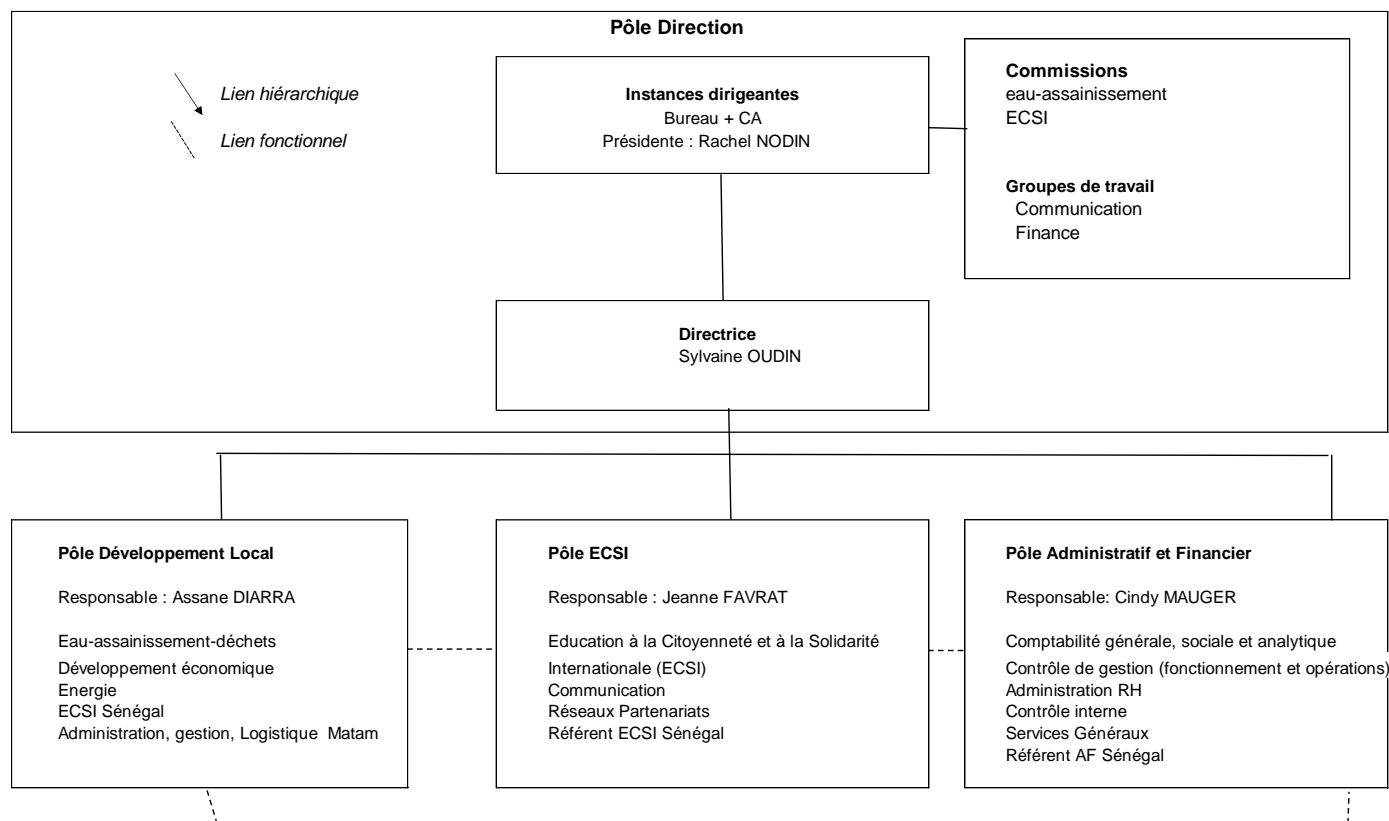 Pôle Direction
Lien hiérarchique
Lien fonctionnel
Instances dirigeantes
Bureau + CA
Présidente : Rachel NODIN
Commissions
eau-assainissement
ECSI
Groupes de travail
Communication
Finance
Directrice
Sylvaine OUDIN
Pôle Développement Local
Responsable : Assane DIARRA
Eau-assainissement-déchets
Développement économique
Energie
ECSI Sénégal
Administration, gestion, Logistique Matam
Pôle ECSI
Responsable : Jeanne FAVRAT
Education à la Citoyenneté et à la Solidarité
Internationale (ECSI)
Communication
Réseaux Partenariats
Référent ECSI Sénégal
Pôle Administratif et Financier
Responsable: Cindy MAUGER
Comptabilité générale, sociale et analytique
Contrôle de gestion (fonctionnement et opérations)
Administration RH
Contrôle interne
Services Généraux
Référent AF Sénégal